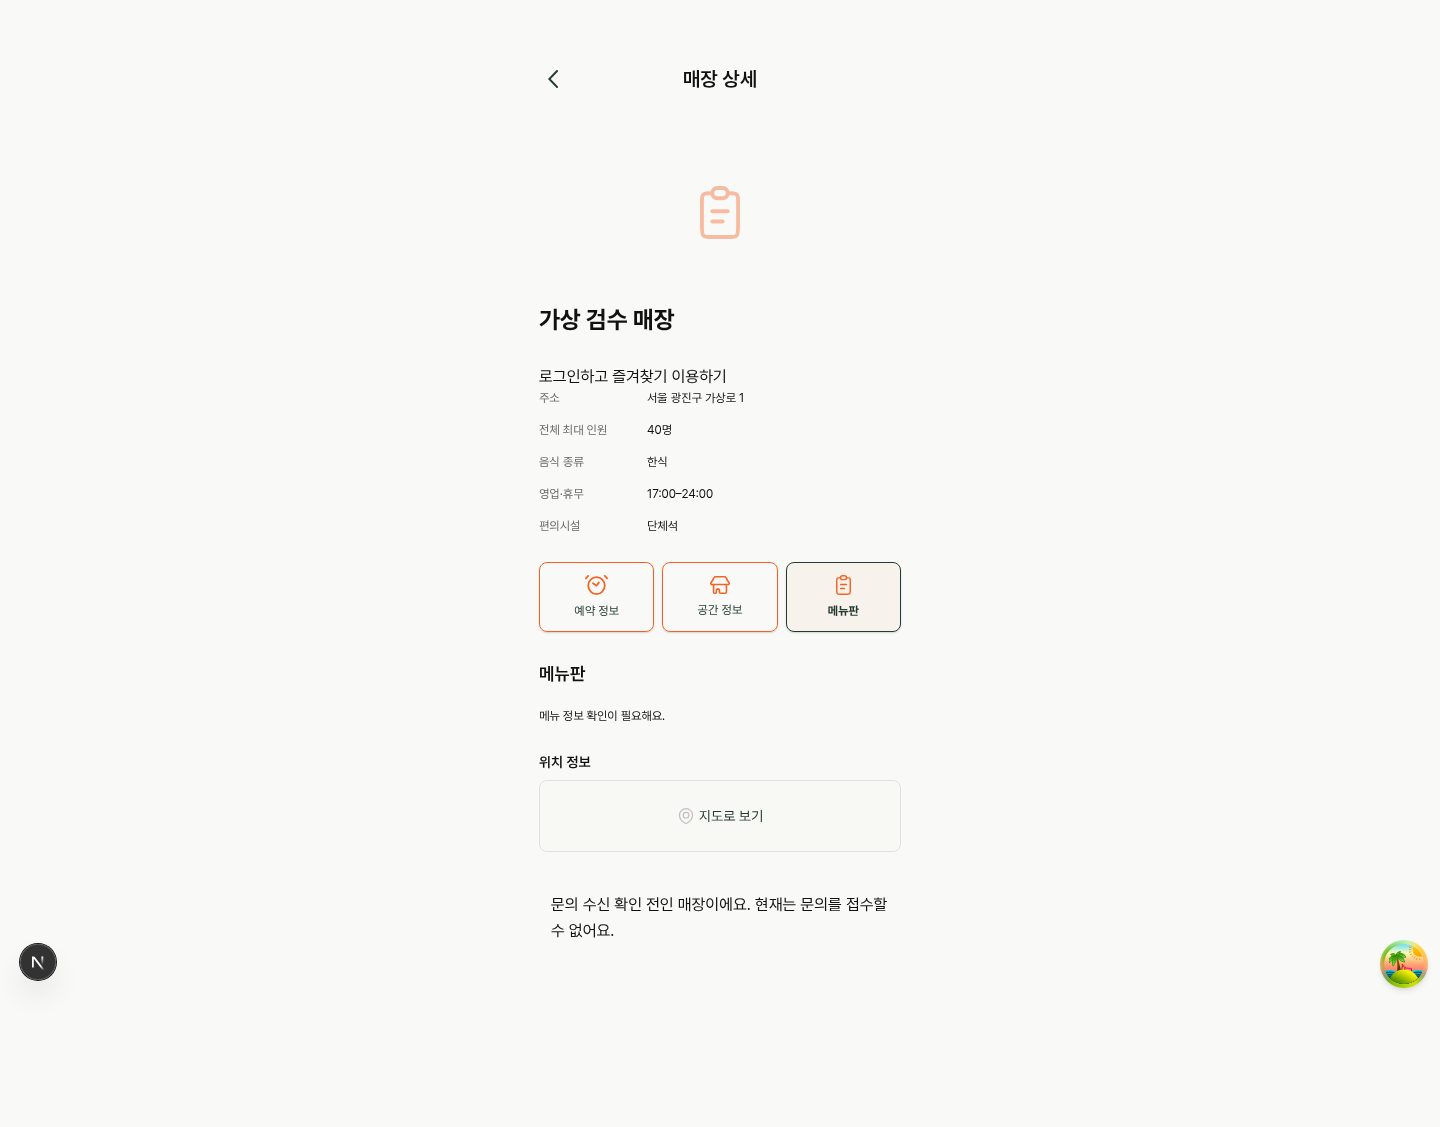 매장 상세
가상 검수 매장
로그인하고 즐겨찾기 이용하기
주소 서울 광진구 가상로 1
전체 최대 인원 40명
음식 종류 한식
영업·휴무 17:00–24:00
편의시설 단체석
예약 정보 공간 정보 메뉴판
메뉴판
메뉴 정보 확인이 필요해요.
위치 정보
지도로 보기
문의 수신 확인 전인 매장이에요. 현재는 문의를 접수할
수 없어요.
N